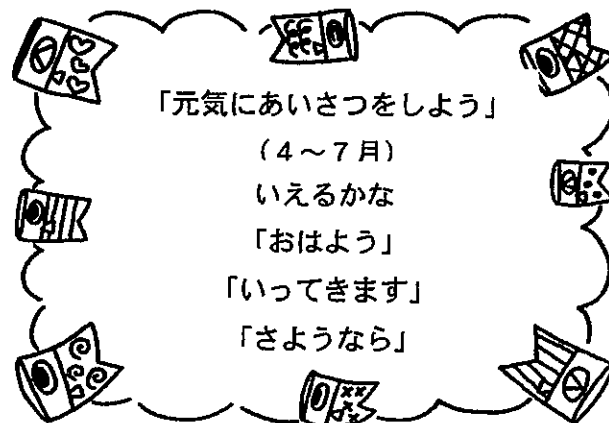 「元気にあいさつをしよう」
（４～７月）
いえるかな
「おはよう」
「いってきます」
「さようなら」